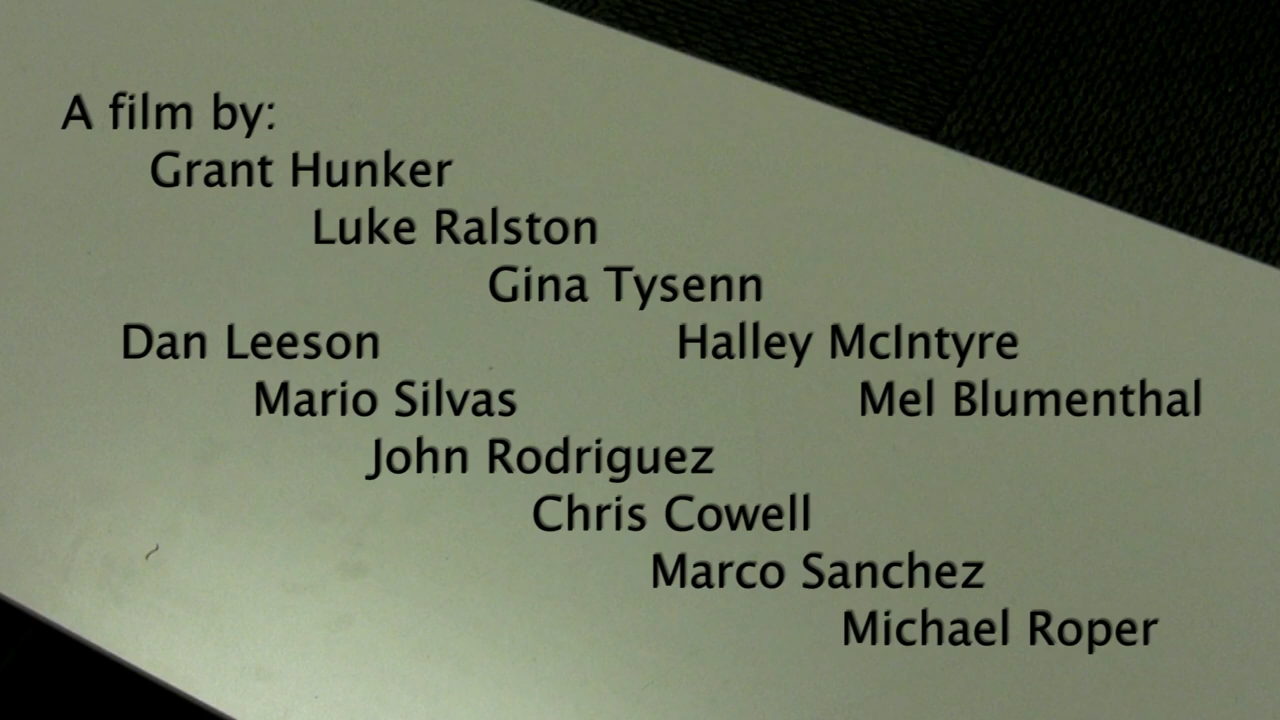 A film by:
Grant Hunker
Luke Ralston
Gina Tysenn
Dan Leeson Halley McIntyre
Mario Silvas Mel Blumenthal
John Rodriguez
Chris Cowell
Marco Sanchez
Michael Roper